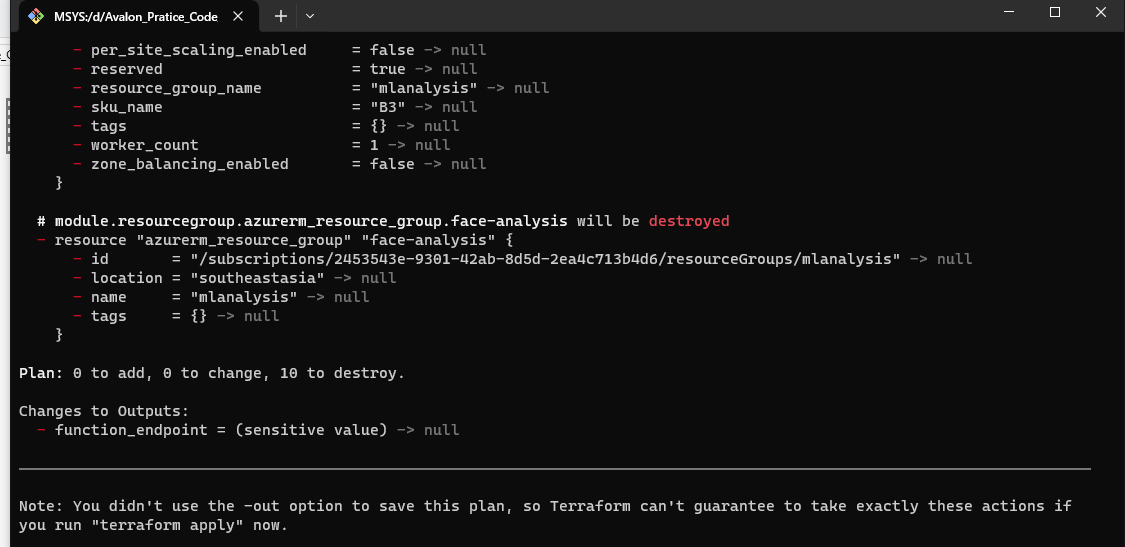 MSYS:/d/Avalon_Pratice_Code
- per_site_scaling_enabled = false -> null
- reserved = true -> null
- resource_group_name = "mlanalysis" -> null
- sku_name = "B3" -> null
- tags = {} -> null
- worker_count = 1 -> null
- zone_balancing_enabled = false -> null
}
# module.resourcegroup.azurerm_resource_group.face-analysis will be destroyed
- resource "azurerm_resource_group" "face-analysis" {
- id = "/subscriptions/2453543e-9301-42ab-8d5d-2ea4c713b4d6/resourceGroups/mlanalysis" -> null
- location = "southeastasia" -> null
- name = "mlanalysis" -> null
- tags = {} -> null
}
Plan: 0 to add, 0 to change, 10 to destroy.
Changes to Outputs:
- function_endpoint = (sensitive value) -> null
Note: You didn't use the -out option to save this plan, so Terraform can't guarantee to take exactly these actions if
you run "terraform apply" now.